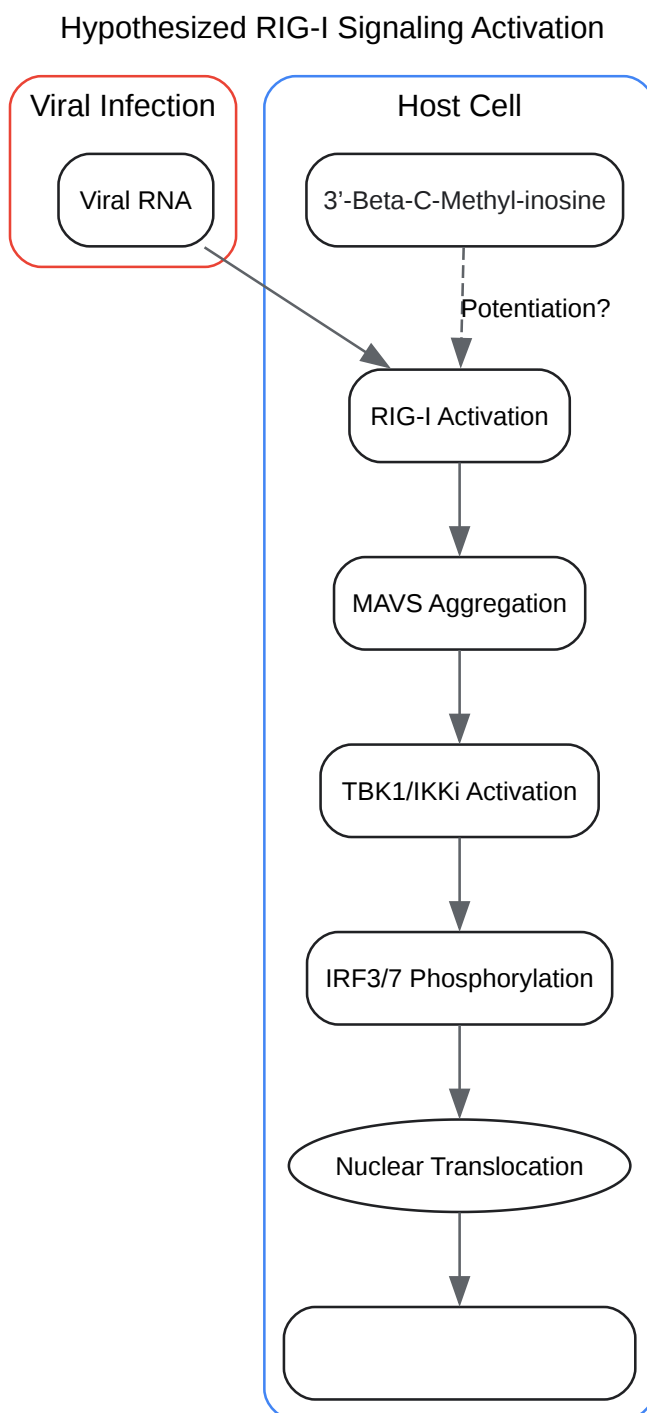 Hypothesized RIG-I Signaling Activation
Viral Infection
Host Cell
Viral RNA
3’-Beta-C-Methyl-inosine
Potentiation?
RIG-I Activation
MAVS Aggregation
TBK1/IKKi Activation
IRF3/7 Phosphorylation
Nuclear Translocation